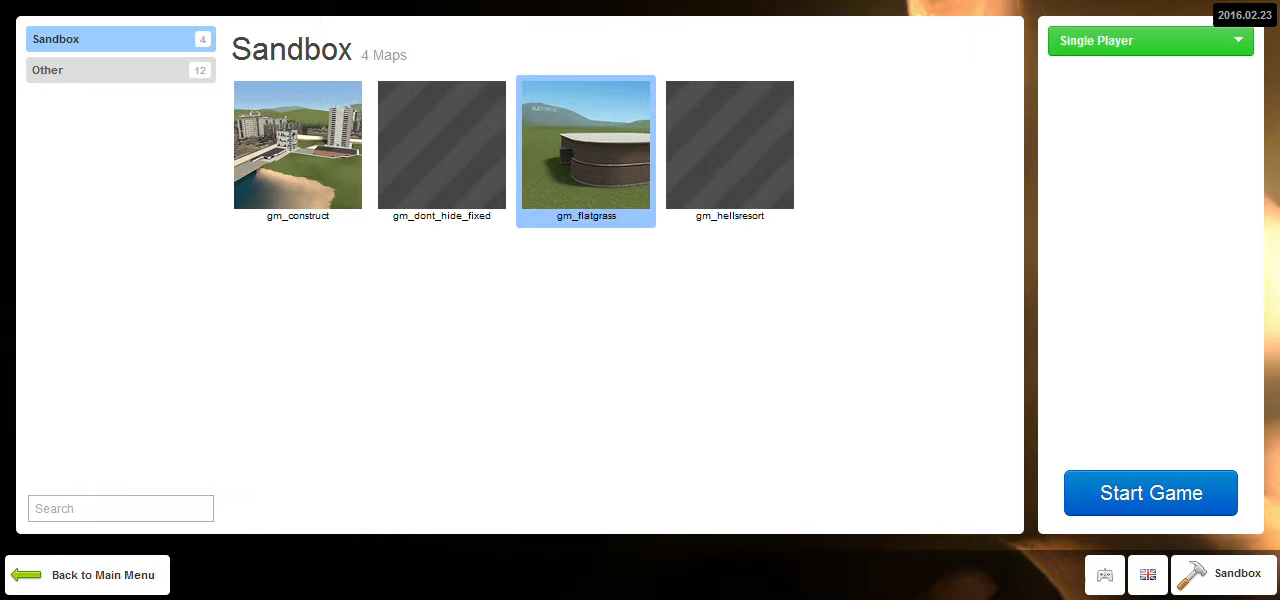 2016.02.23
Sandbox 4
Other 12
Sandbox 4 Maps
gm_construct
gm_dont_hide_fixed
gm_flatgrass
gm_hellsresort
Search
Single Player
Start Game
Back to Main Menu
Sandbox